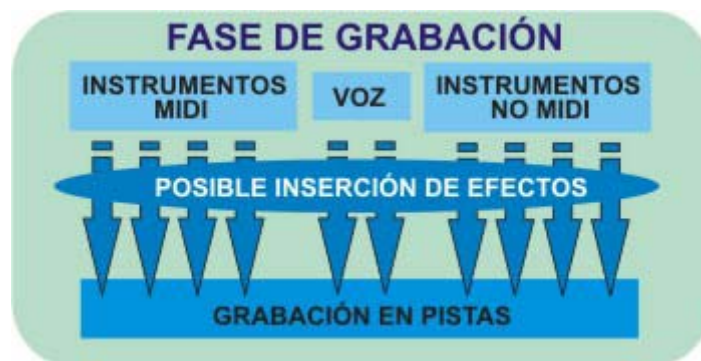 FASE DE GRABACIÓN
INSTRUMENTOS
MIDI
VOZ
INSTRUMENTOS
NO MIDI
POSIBLE INSERCIÓN DE EFECTOS
GRABACIÓN EN PISTAS